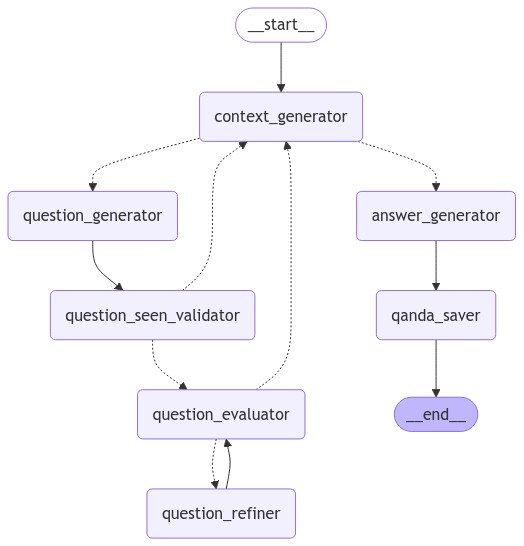 __start__
context_generator
question_generator
answer_generator
question_seen_validator
qanda_saver
question_evaluator
__end__
question_refiner